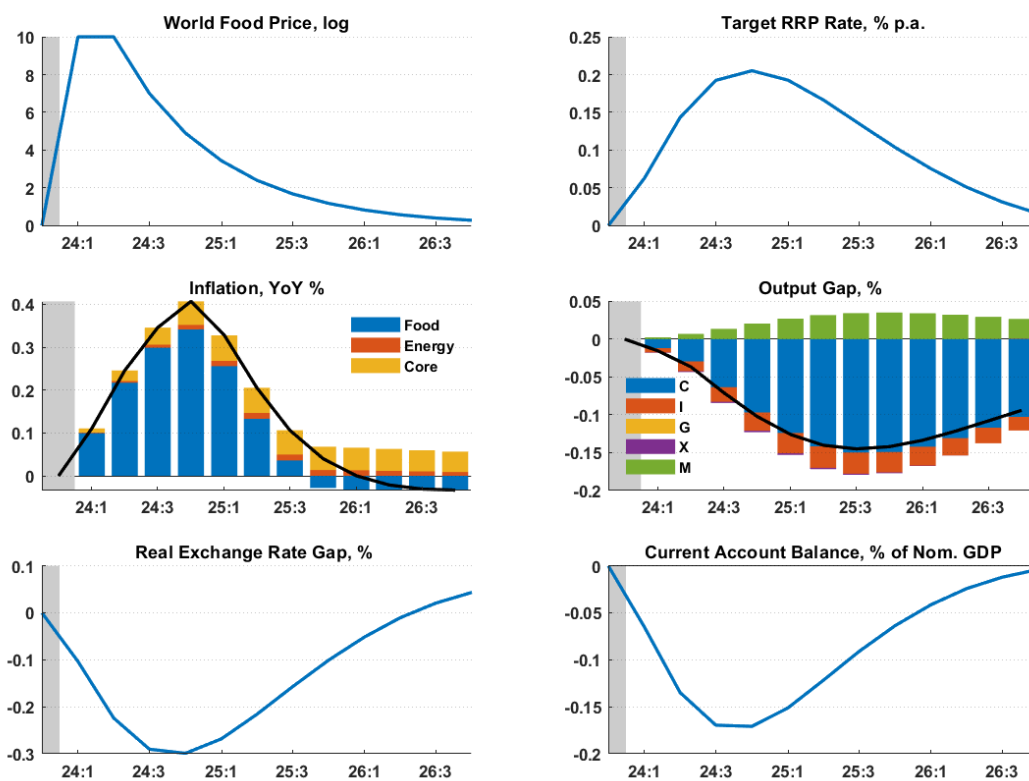 World Food Price, log
10
8
6
4
2
0
24:1 24:3 25:1 25:3 26:1 26:3
Target RRP Rate, % p.a.
0.25
0.2
0.15
0.1
0.05
0
24:1 24:3 25:1 25:3 26:1 26:3
Inflation, YoY %
0.4
0.3
0.2
0.1
0
Food
Energy
Core
24:1 24:3 25:1 25:3 26:1 26:3
Output Gap, %
0.05
0
-0.05
-0.1
-0.15
-0.2
C
I
G
X
M
24:1 24:3 25:1 25:3 26:1 26:3
Real Exchange Rate Gap, %
0.1
0
-0.1
-0.2
-0.3
24:1 24:3 25:1 25:3 26:1 26:3
Current Account Balance, % of Nom. GDP
0
-0.05
-0.1
-0.15
-0.2
24:1 24:3 25:1 25:3 26:1 26:3